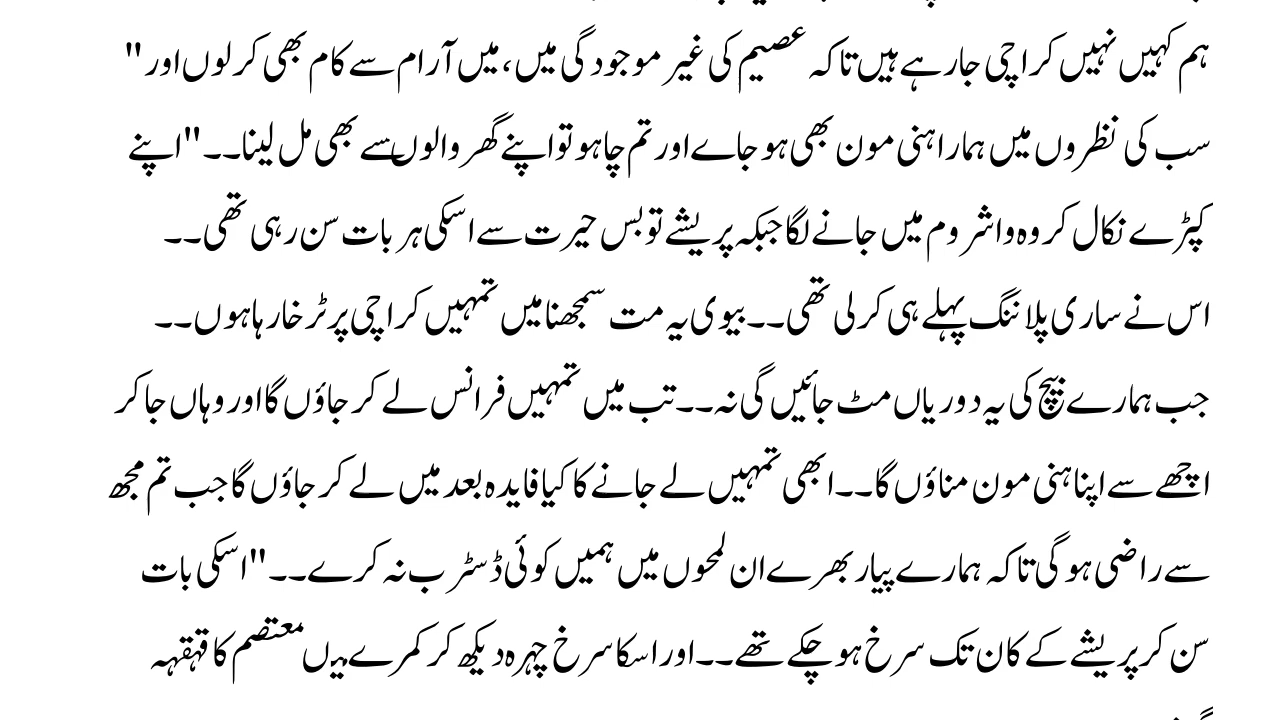 ہم کہیں نہیں کراچی جارہے ہیں تاکہ عصیم کی غیر موجودگی میں، میں آرام سے کام بھی کر لوں اور "
سب کی نظروں میں ہمارا ہنی مون بھی ہو جاے اور تم چاہو تو اپنے گھر والوں سے بھی مل لینا۔۔" اپنے
کپڑے نکال کر وہ واشروم میں جانے لگا جبکہ پریشے تو بس حیرت سے اسکی ہر بات سن رہی تھی۔۔
اس نے ساری پلاننگ پہلے ہی کر لی تھی۔۔ بیوی یہ مت سمجھنا میں تمہیں کراچی پر ٹرخا رہا ہوں۔۔
جب ہمارے بیچ کی یہ دوریاں مٹ جائیں گی نہ۔۔ تب میں تمہیں فرانس لے کر جاؤں گا اور وہاں جا کر
اچھے سے اپنا ہنی مون مناؤں گا۔۔ ابھی تمہیں لے جانے کا کیا فایدہ بعد میں لے کر جاؤں گا جب تم مجھ
سے راضی ہو گی تاکہ ہمارے پیار بھرے ان لمحوں میں ہمیں کوئی ڈسٹرب نہ کرے۔۔" اسکی بات
سن کر پریشے کے کان تک سرخ ہو چکے تھے۔۔ اور اسکا سرخ چہرہ دیکھ کر کمرے میں معتصم کا قہقہہ